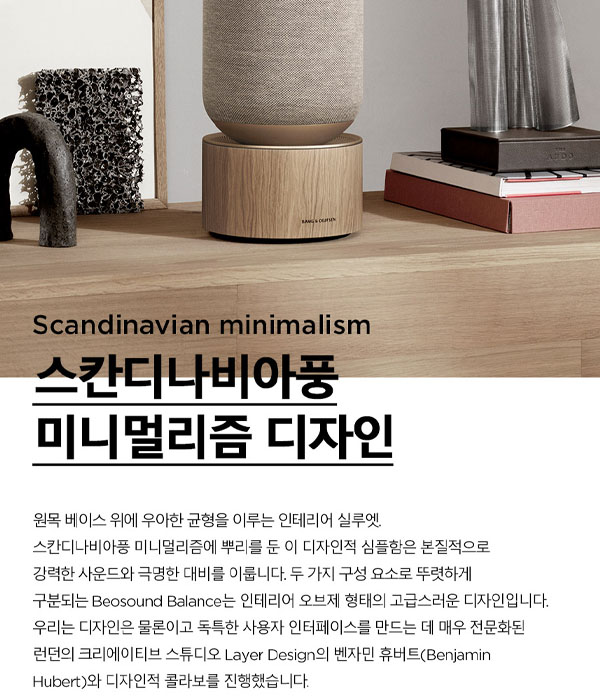 BANG & OLUFSEN
Scandinavian minimalism
스칸디나비아풍
미니멀리즘 디자인
원목 베이스 위에 우아한 균형을 이루는 인테리어 실루엣.
스칸디나비아풍 미니멀리즘에 뿌리를 둔 이 디자인적 심플함은 본질적으로
강력한 사운드와 극명한 대비를 이룹니다. 두 가지 구성 요소로 뚜렷하게
구분되는 Beosound Balance는 인테리어 오브제 형태의 고급스러운 디자인입니다.
우리는 디자인은 물론이고 독특한 사용자 인터페이스를 만드는 데 매우 전문화된
런던의 크리에이티브 스튜디오 Layer Design의 벤자민 휴버트(Benjamin
Hubert)와 디자인적 콜라보를 진행했습니다.